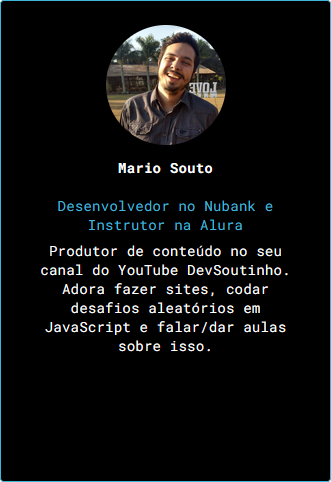 Mario Souto
Desenvolvedor no Nubank e
Instrutor na Alura
Produtor de conteúdo no seu
canal do YouTube DevSoutinho.
Adora fazer sites, codar
desafios aleatórios em
JavaScript e falar/dar aulas
sobre isso.